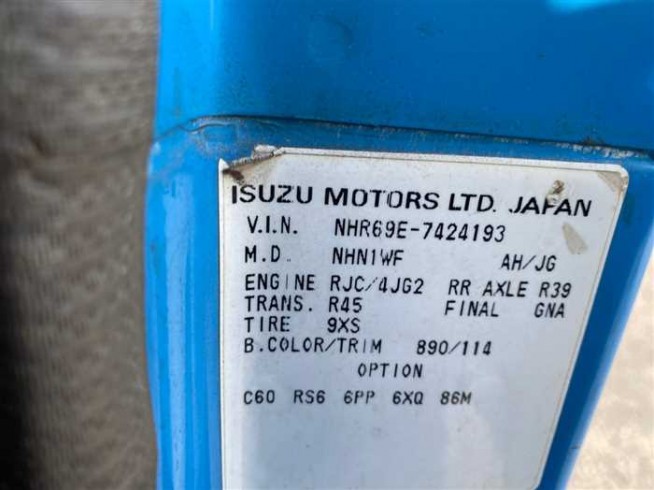 ISUZU MOTORS LTD. JAPAN
V.I.N. NHR69E-7424193
M.D. NHN1WF AH/JG
ENGINE RJC/4JG2 RR AXLE R39
TRANS. R45 FINAL GNA
TIRE 9XS
B.COLOR/TRIM 890/114
OPTION
C60 RS6 6PP 6XQ 86M